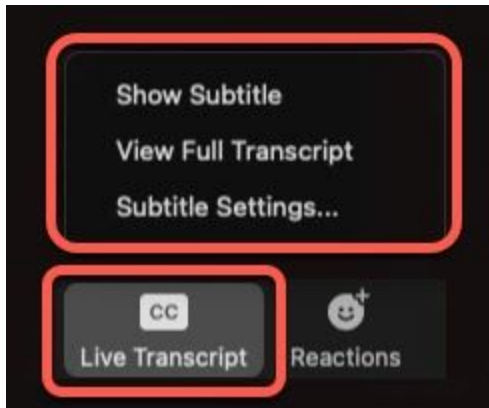 Show Subtitle
View Full Transcript
Subtitle Settings...
CC
Live Transcript
Reactions